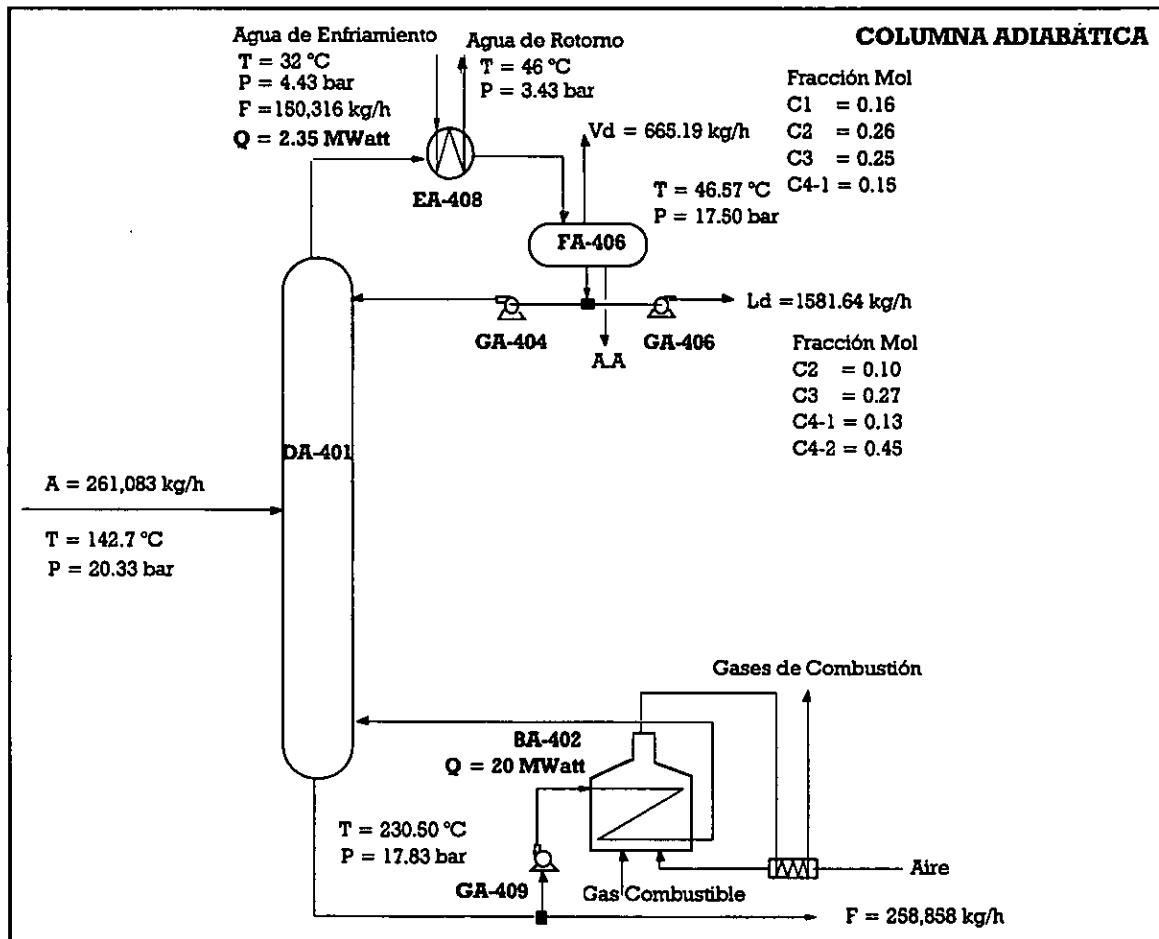 COLUMNA ADIABÁTICA
Agua de Enfriamiento
T = 32 °C
P = 4.43 bar
F = 150,316 kg/h
Q = 2.35 MWatt
Agua de Rotorno
T = 46 °C
P = 3.43 bar
EA-408
Vd = 665.19 kg/h
Fracción Mol
C1 = 0.16
C2 = 0.26
C3 = 0.25
C4-1 = 0.15
T = 46.57 °C
P = 17.50 bar
FA-406
GA-404
A.A
GA-406
Ld = 1581.64 kg/h
Fracción Mol
C2 = 0.10
C3 = 0.27
C4-1 = 0.13
C4-2 = 0.45
DA-401
A = 261,083 kg/h
T = 142.7 °C
P = 20.33 bar
Gases de Combustión
BA-402
Q = 20 MWatt
T = 230.50 °C
P = 17.83 bar
GA-409
Gas Combustible
Aire
F = 258,858 kg/h